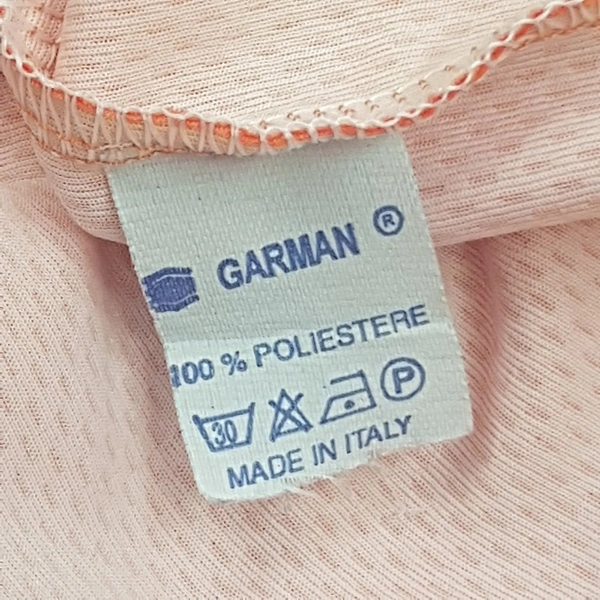 GARMAN ®
100 % POLIESTERE
30 P
MADE IN ITALY